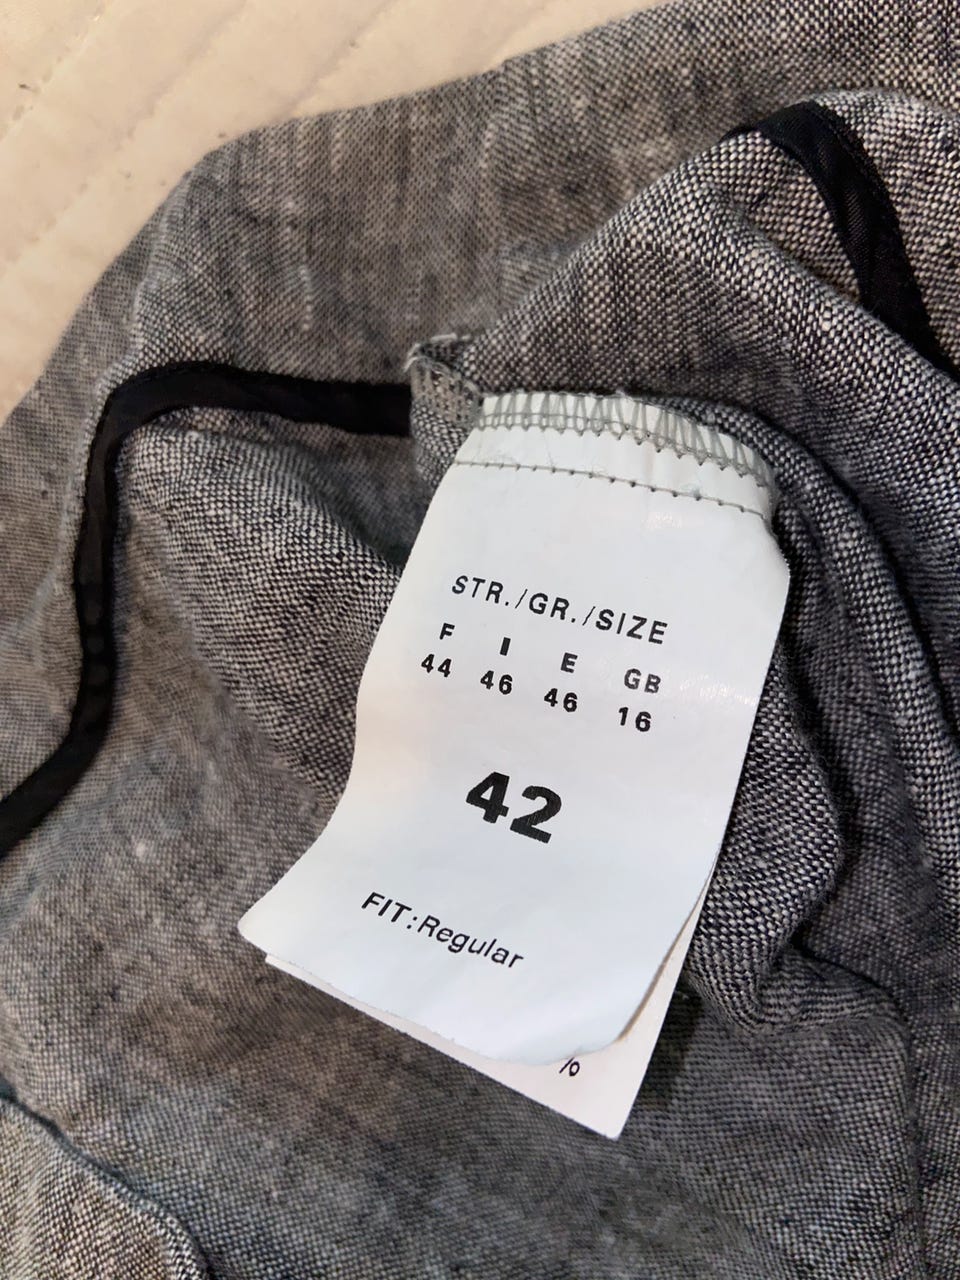 STR./GR./SIZE
F I E GB
44 46 46 16
42
FIT:Regular
%